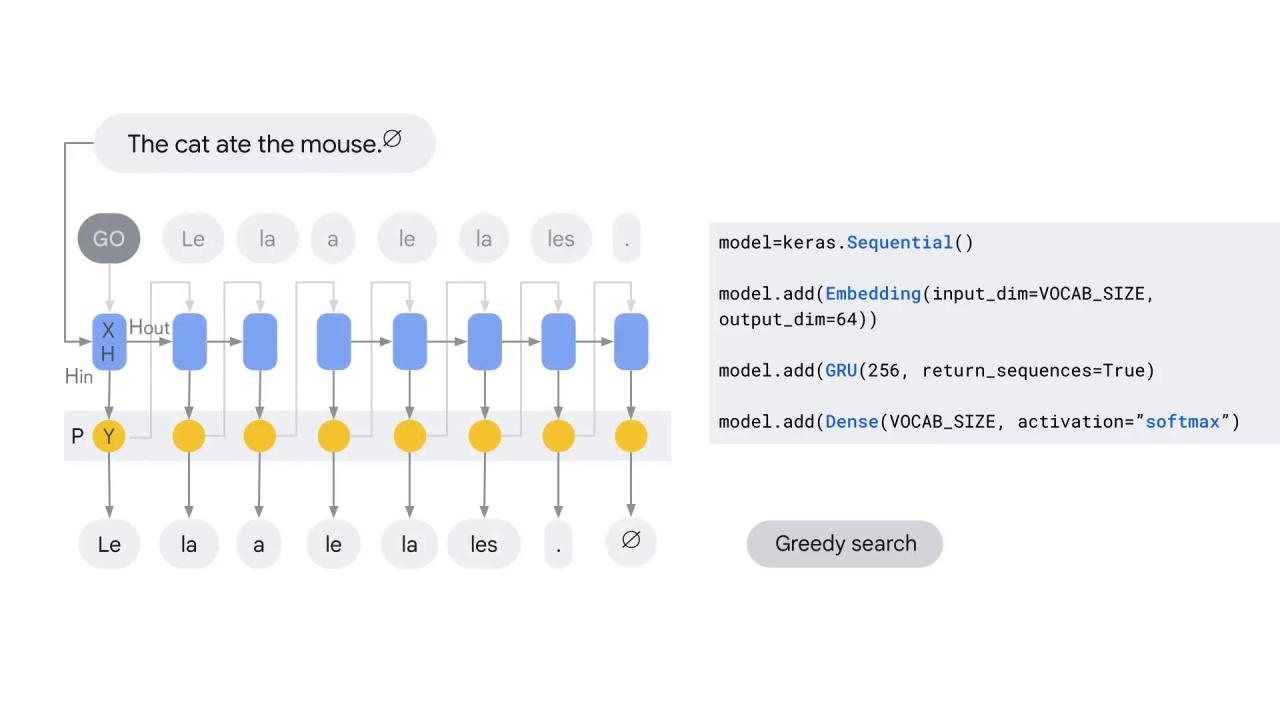 The cat ate the mouse.∅
GO Le la a le la les .
X
H
Hout
Hin
P Y
Le la a le la les . ∅
model=keras.Sequential()
model.add(Embedding(input_dim=VOCAB_SIZE,
output_dim=64))
model.add(GRU(256, return_sequences=True)
model.add(Dense(VOCAB_SIZE, activation=”softmax”)
Greedy search